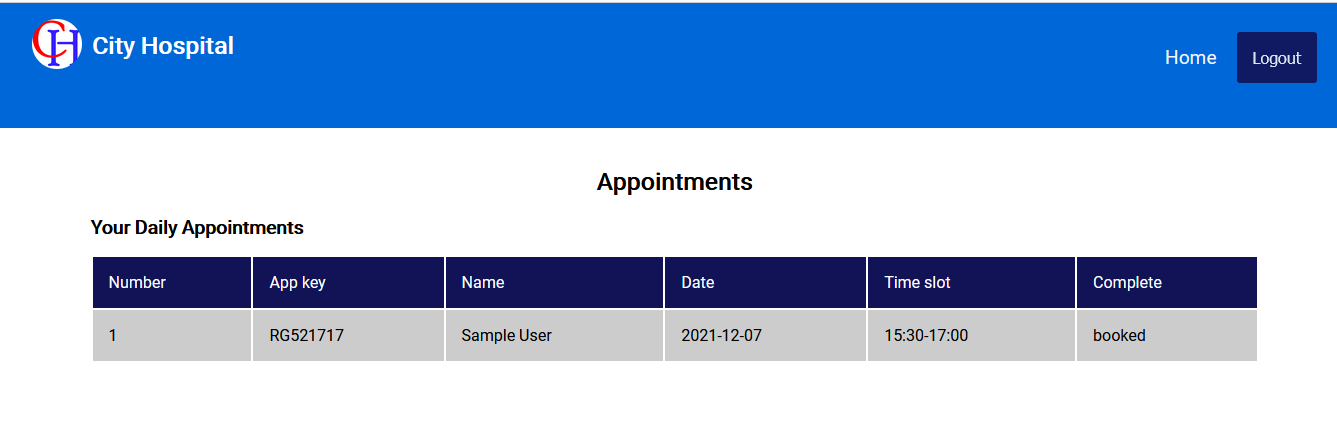 CH City Hospital
Home Logout
Appointments
Your Daily Appointments
Number App key Name Date Time slot Complete
1 RG521717 Sample User 2021-12-07 15:30-17:00 booked